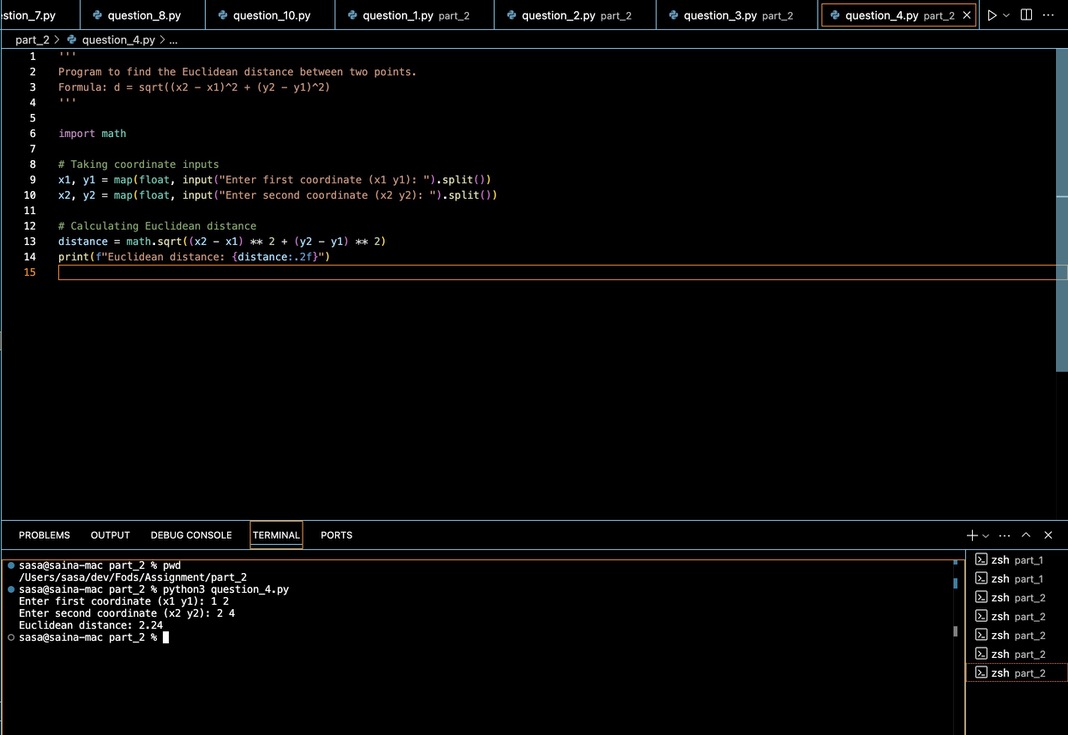 stion_7.py question_8.py question_10.py question_1.py part_2 question_2.py part_2 question_3.py part_2 question_4.py part_2
part_2 > question_4.py > ...
1 '''
2 Program to find the Euclidean distance between two points.
3 Formula: d = sqrt((x2 - x1)^2 + (y2 - y1)^2)
4 '''
5
6 import math
7
8 # Taking coordinate inputs
9 x1, y1 = map(float, input("Enter first coordinate (x1 y1): ").split())
10 x2, y2 = map(float, input("Enter second coordinate (x2 y2): ").split())
11
12 # Calculating Euclidean distance
13 distance = math.sqrt((x2 - x1) ** 2 + (y2 - y1) ** 2)
14 print(f"Euclidean distance: {distance:.2f}")
15
PROBLEMS OUTPUT DEBUG CONSOLE TERMINAL PORTS
sasa@saina-mac part_2 % pwd
/Users/sasa/dev/Fods/Assignment/part_2
sasa@saina-mac part_2 % python3 question_4.py
Enter first coordinate (x1 y1): 1 2
Enter second coordinate (x2 y2): 2 4
Euclidean distance: 2.24
sasa@saina-mac part_2 %
zsh part_1
zsh part_1
zsh part_2
zsh part_2
zsh part_2
zsh part_2
zsh part_2